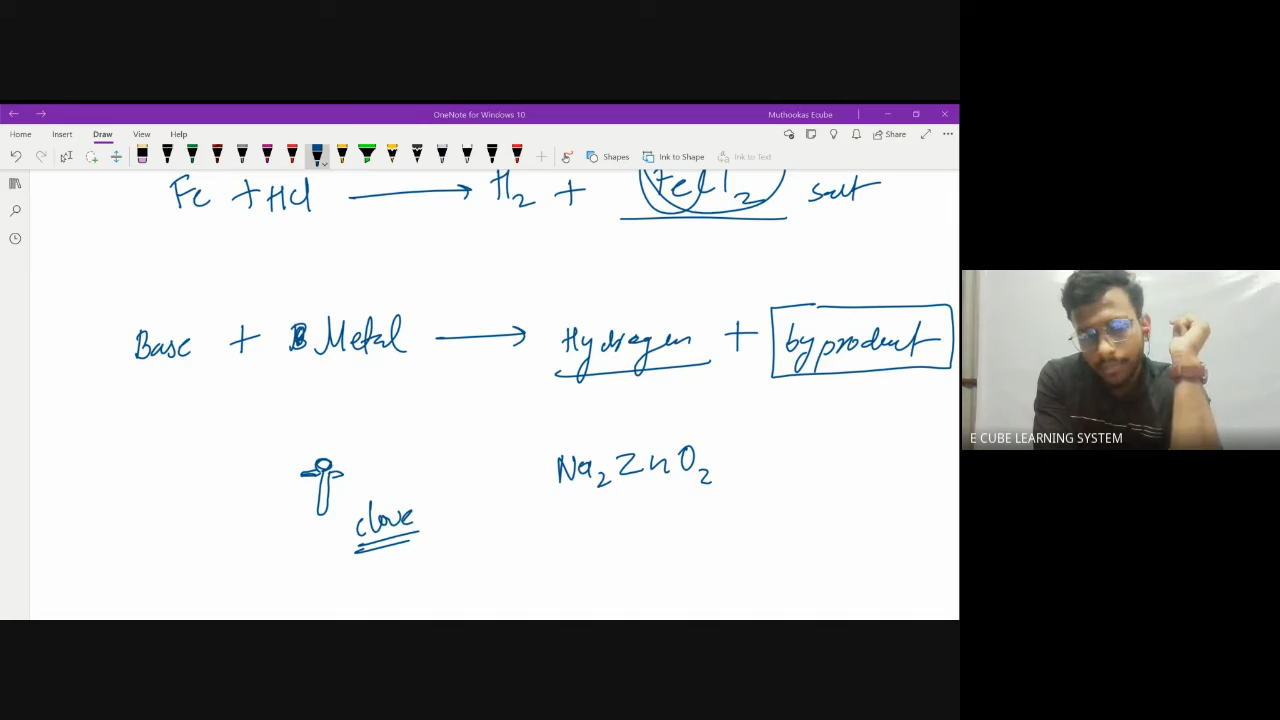 OneNote for Windows 10
Muthookas Ecube
Home Insert Draw View Help
Share
Shapes Ink to Shape Ink to Text
Fe + HCl ⟶ H2 + FeCl2 salt
Base + Metal ⟶ Hydrogen + byproduct
Na2ZnO2
clove
E CUBE LEARNING SYSTEM